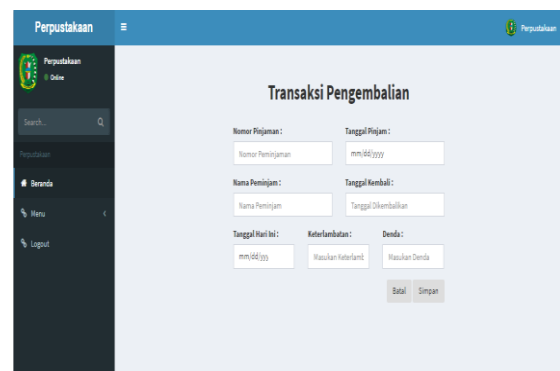 Perpustakaan
Perpustakaan
Perpustakaan
Online
Search...
Perpustakaan
Beranda
Menu
Logout
Transaksi Pengembalian
Nomor Pinjaman : Tanggal Pinjam :
Nomor Peminjaman mm/dd/yyyy
Nama Peminjam : Tanggal Kembali :
Nama Peminjam Tanggal Dikembalikan
Tanggal Hari Ini : Keterlambatan : Denda :
mm/dd/yyy Masukan Keterlamb Masukan Denda
Batal Simpan